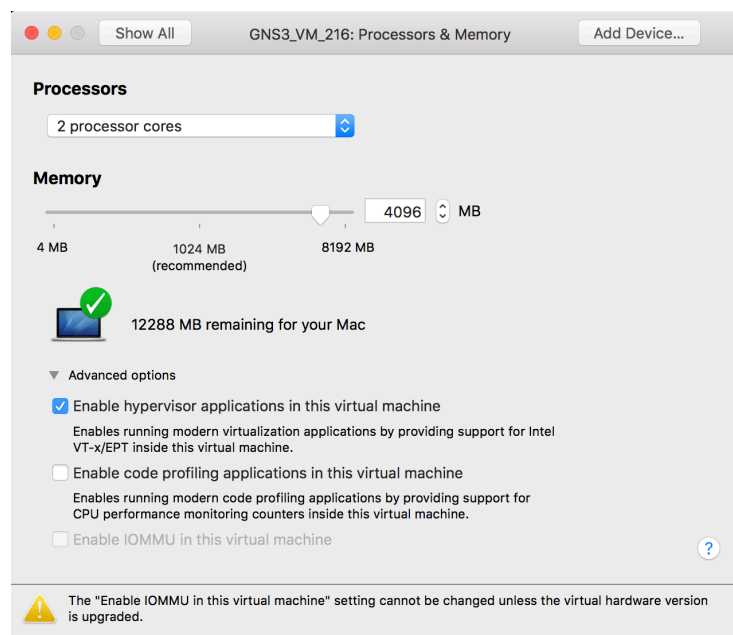 Show All
GNS3_VM_216: Processors & Memory
Add Device...
Processors
2 processor cores
Memory
4096 MB
4 MB
1024 MB
8192 MB
(recommended)
12288 MB remaining for your Mac
Advanced options
Enable hypervisor applications in this virtual machine
Enables running modern virtualization applications by providing support for Intel
VT-x/EPT inside this virtual machine.
Enable code profiling applications in this virtual machine
Enables running modern code profiling applications by providing support for
CPU performance monitoring counters inside this virtual machine.
Enable IOMMU in this virtual machine
?
The "Enable IOMMU in this virtual machine" setting cannot be changed unless the virtual hardware version
is upgraded.